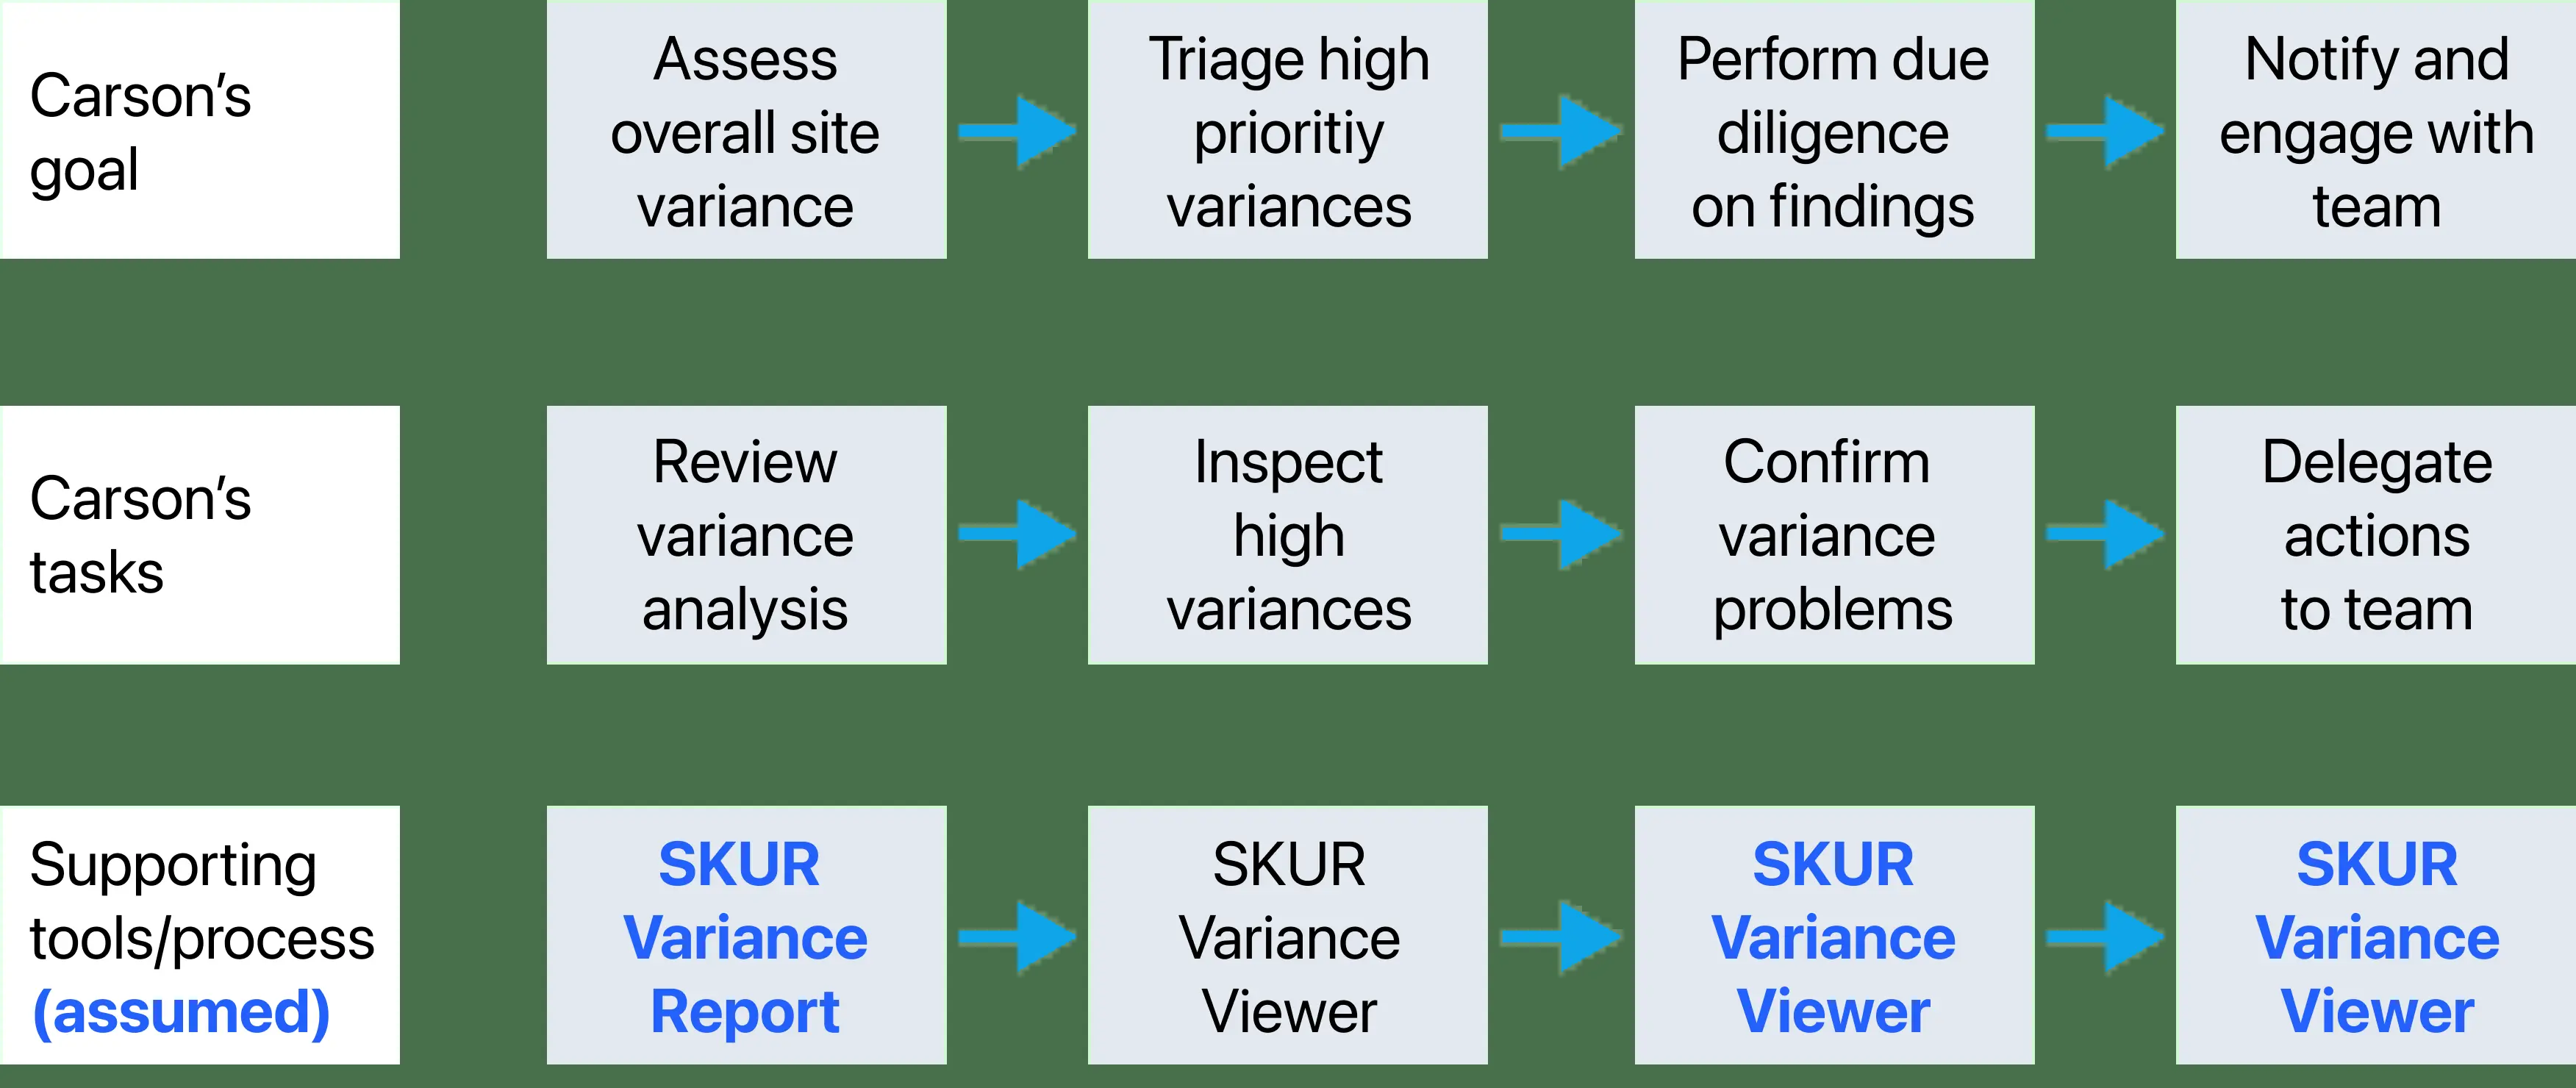 Carson’s
goal
Assess
overall site
variance
Triage high
prioritiy
variances
Perform due
diligence
on findings
Notify and
engage with
team
Carson’s
tasks
Review
variance
analysis
Inspect
high
variances
Confirm
variance
problems
Delegate
actions
to team
Supporting
tools/process
(assumed)
SKUR
Variance
Report
SKUR
Variance
Viewer
SKUR
Variance
Viewer
SKUR
Variance
Viewer